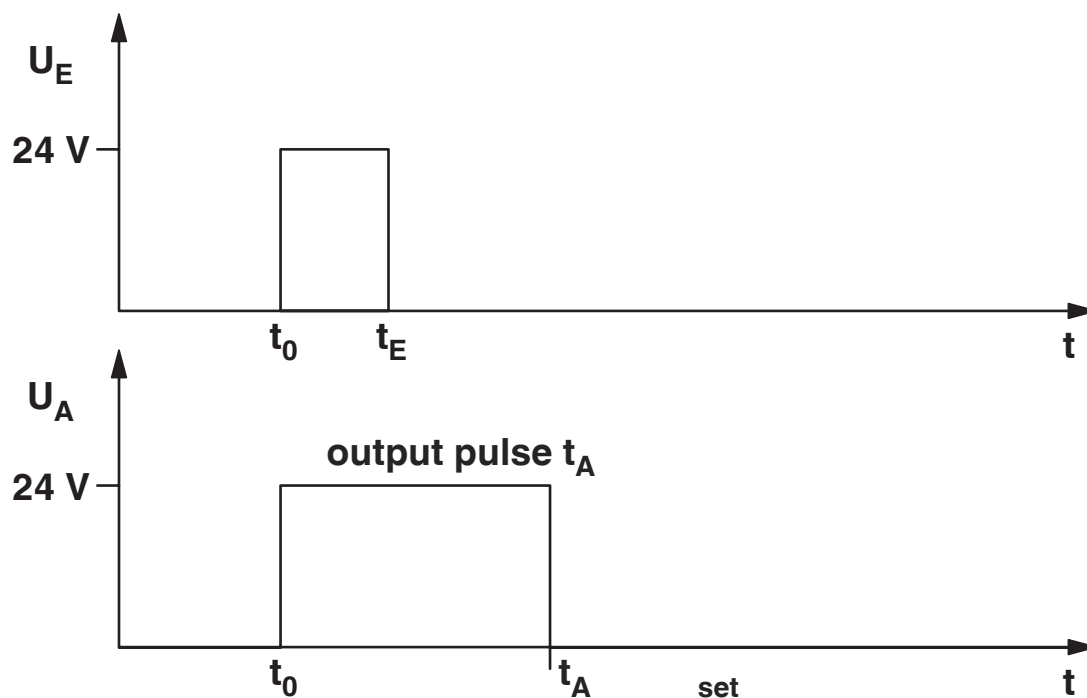 U_E
24 V
t_0 t_E t
U_A
output pulse t_A
24 V
t_0 t_A set t